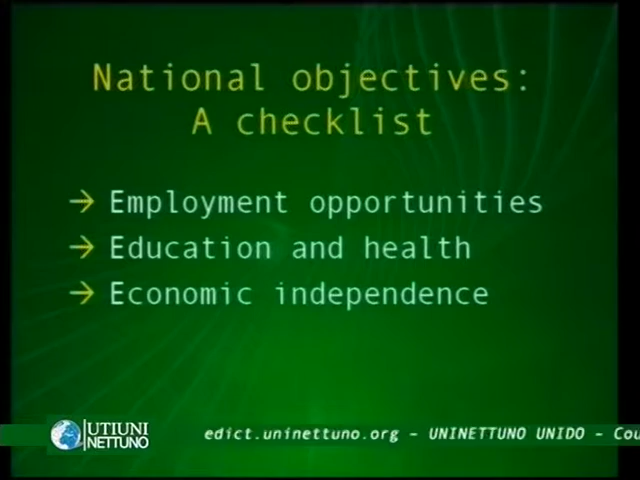 National objectives:
A checklist
→ Employment opportunities
→ Education and health
→ Economic independence
UTIUNI
NETTUNO
edict.uninettuno.org – UNINETTUNO UNIDO – Cou